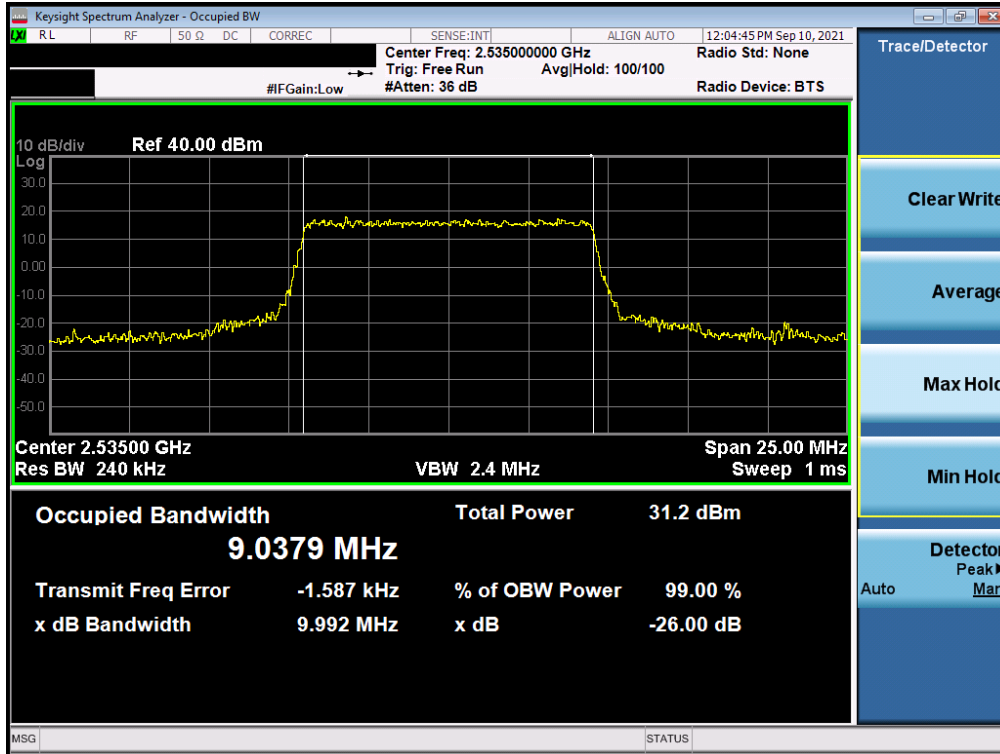 Keysight Spectrum Analyzer - Occupied BW
LXI RL RF 50 Ω DC CORREC SENSE:INT ALIGN AUTO 12:04:45 PM Sep 10, 2021
Center Freq: 2.535000000 GHz Radio Std: None
Trig: Free Run Avg|Hold: 100/100
#IFGain:Low #Atten: 36 dB Radio Device: BTS
10 dB/div Ref 40.00 dBm
Log
30.0
20.0
10.0
0.00
-10.0
-20.0
-30.0
-40.0
-50.0
Center 2.53500 GHz Span 25.00 MHz
Res BW 240 kHz VBW 2.4 MHz Sweep 1 ms
Occupied Bandwidth Total Power 31.2 dBm
9.0379 MHz
Transmit Freq Error -1.587 kHz % of OBW Power 99.00 %
x dB Bandwidth 9.992 MHz x dB -26.00 dB
MSG STATUS
Trace/Detector
Clear Write
Average
Max Hold
Min Hold
Detector
Peak
Auto Man